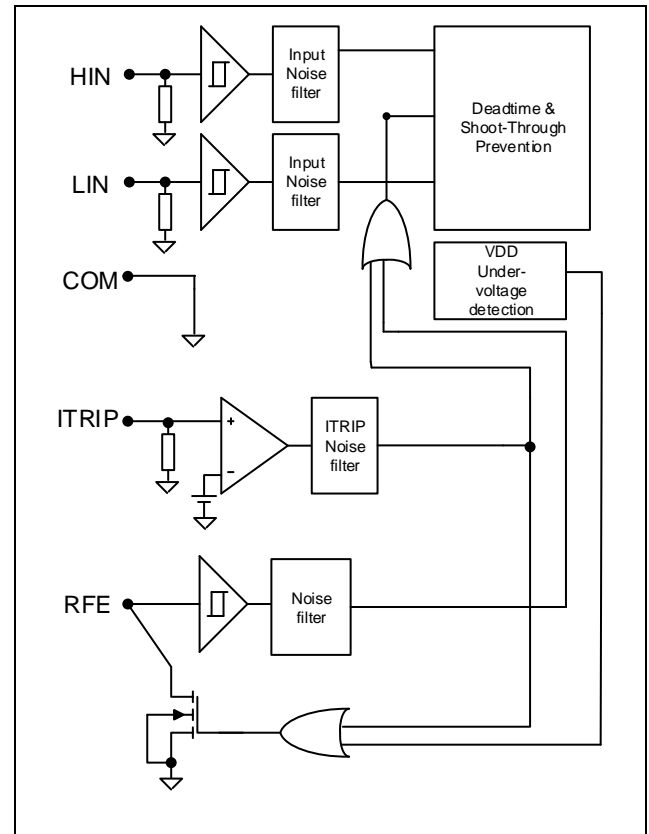 HIN
Input
Noise
filter
Deadtime &
Shoot-Through
Prevention
LIN
Input
Noise
filter
COM
VDD
Under-
voltage
detection
ITRIP
+
−
ITRIP
Noise
filter
RFE
Noise
filter